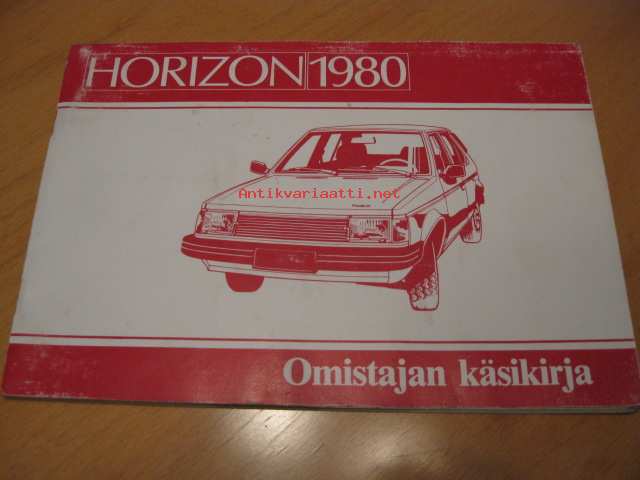 HORIZON 1980
Antikvariaatti.net
Omistajan käsikirja